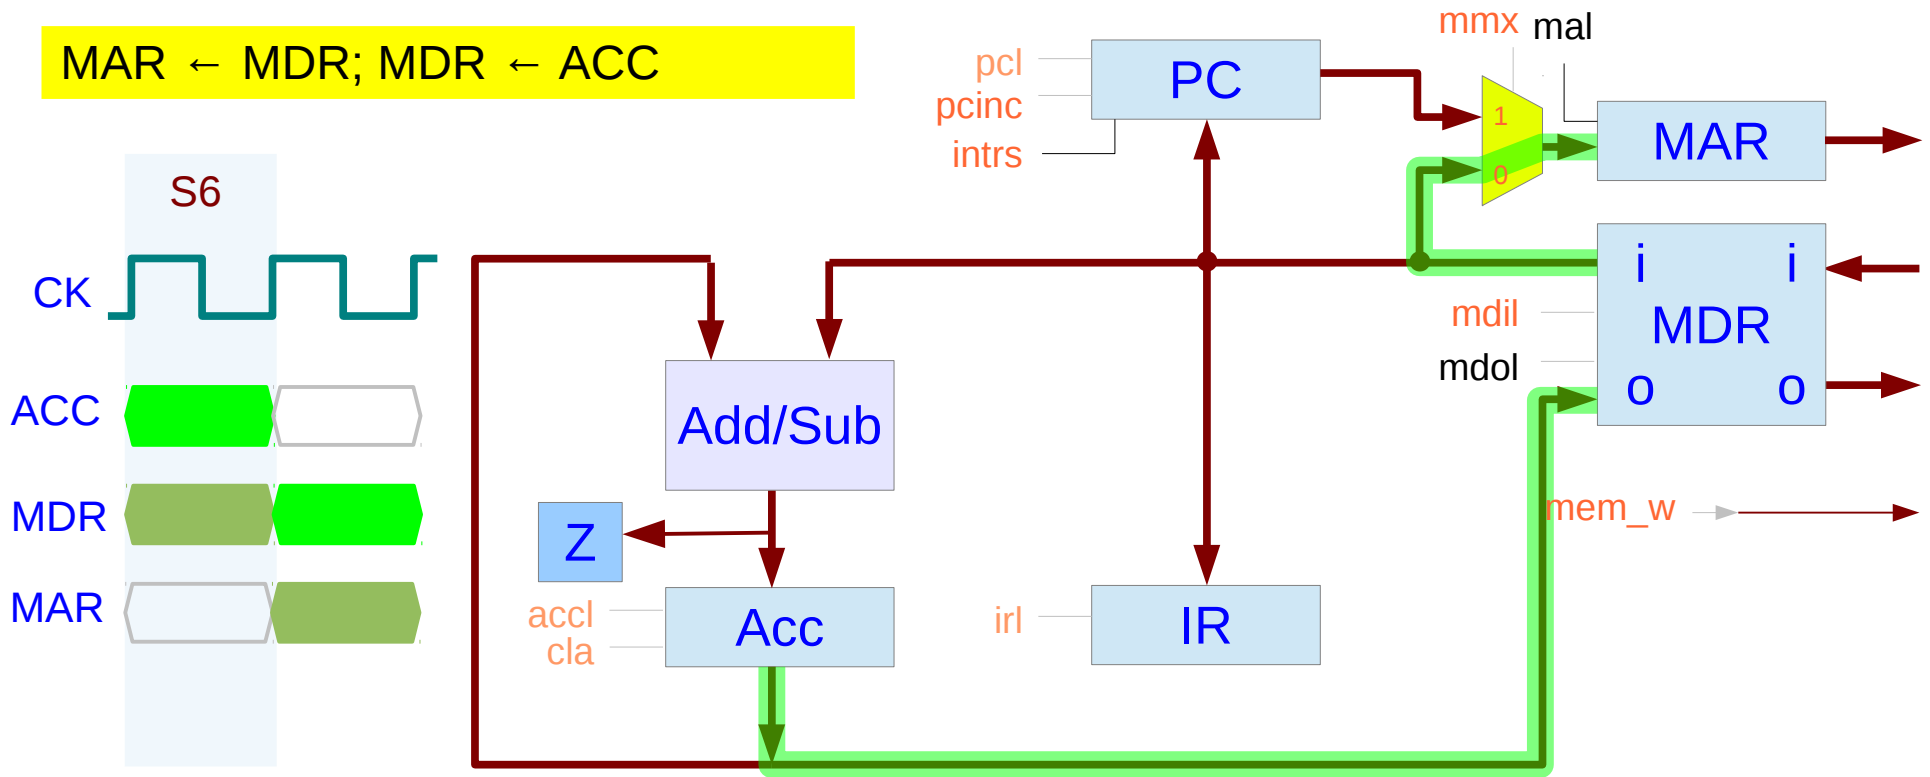 MAR ← MDR; MDR ← ACC
S6
CK
ACC
MDR
MAR
pcl
pcinc
intrs
PC
mmx
mal
1
0
MAR
i
i
MDR
o
o
mdil
mdol
mem_w
Add/Sub
Z
accl
cla
Acc
irl
IR